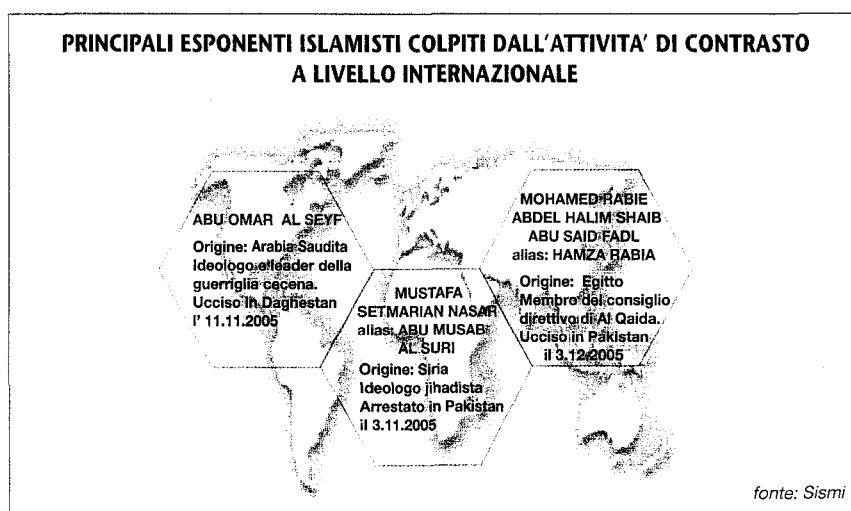 PRINCIPALI ESPONENTI ISLAMISTI COLPITI DALL'ATTIVITA' DI CONTRASTO
A LIVELLO INTERNAZIONALE
ABU OMAR AL SEYF
Origine: Arabia Saudita
Ideologo e leader della
guerriglia cecena.
Ucciso in Daghestan
l' 11.11.2005
MUSTAFA
SETMARIAN NASAR
alias: ABU MUSAB
AL SURI
Origine: Siria
Ideologo jihadista
Arrestato in Pakistan
il 3.11.2005
MOHAMED RABIE
ABDEL HALIM SHAIB
ABU SAID FADL
alias: HAMZA RABIA
Origine: Egitto
Membro del consiglio
direttivo di Al Qaida.
Ucciso in Pakistan
il 3.12.2005
fonte: Sismi